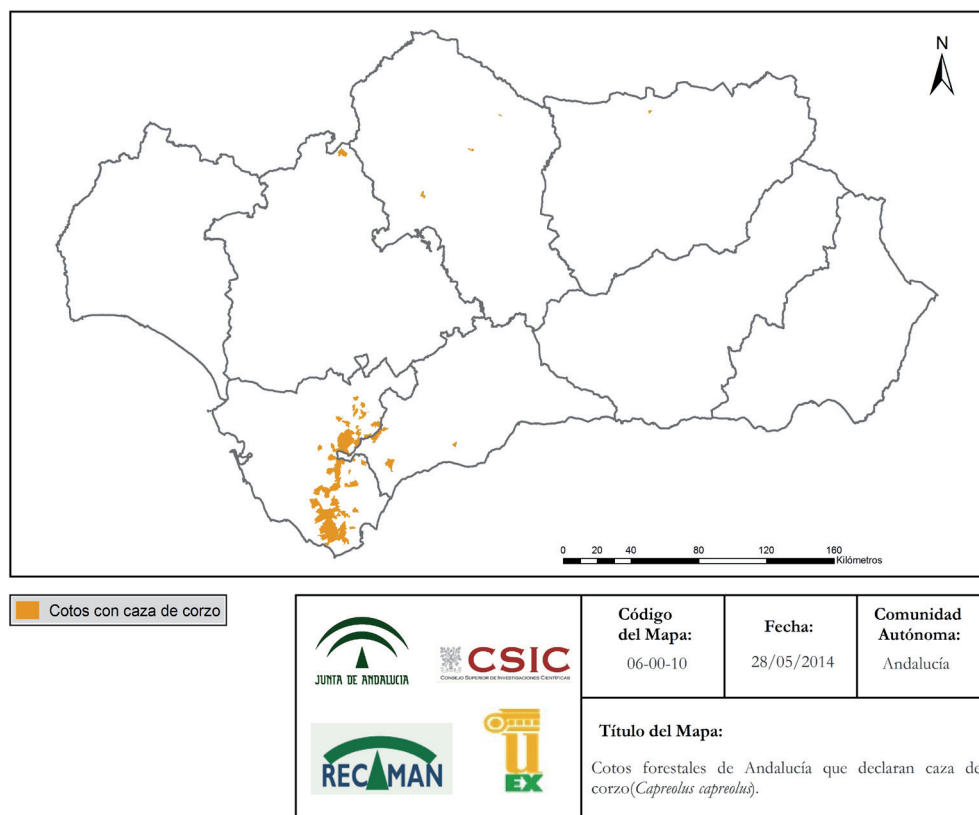 N
0 20 40 80 120 160
Kilómetros
Cotos con caza de corzo
JUNTA DE ANDALUCIA
CSIC
CONSEJO SUPERIOR DE INVESTIGACIONES CIENTÍFICAS
RECAMAN
u
EX
Código
del Mapa:
06-00-10
Fecha:
28/05/2014
Comunidad
Autónoma:
Andalucía
Título del Mapa:
Cotos forestales de Andalucía que declaran caza de
corzo(Capreolus capreolus).